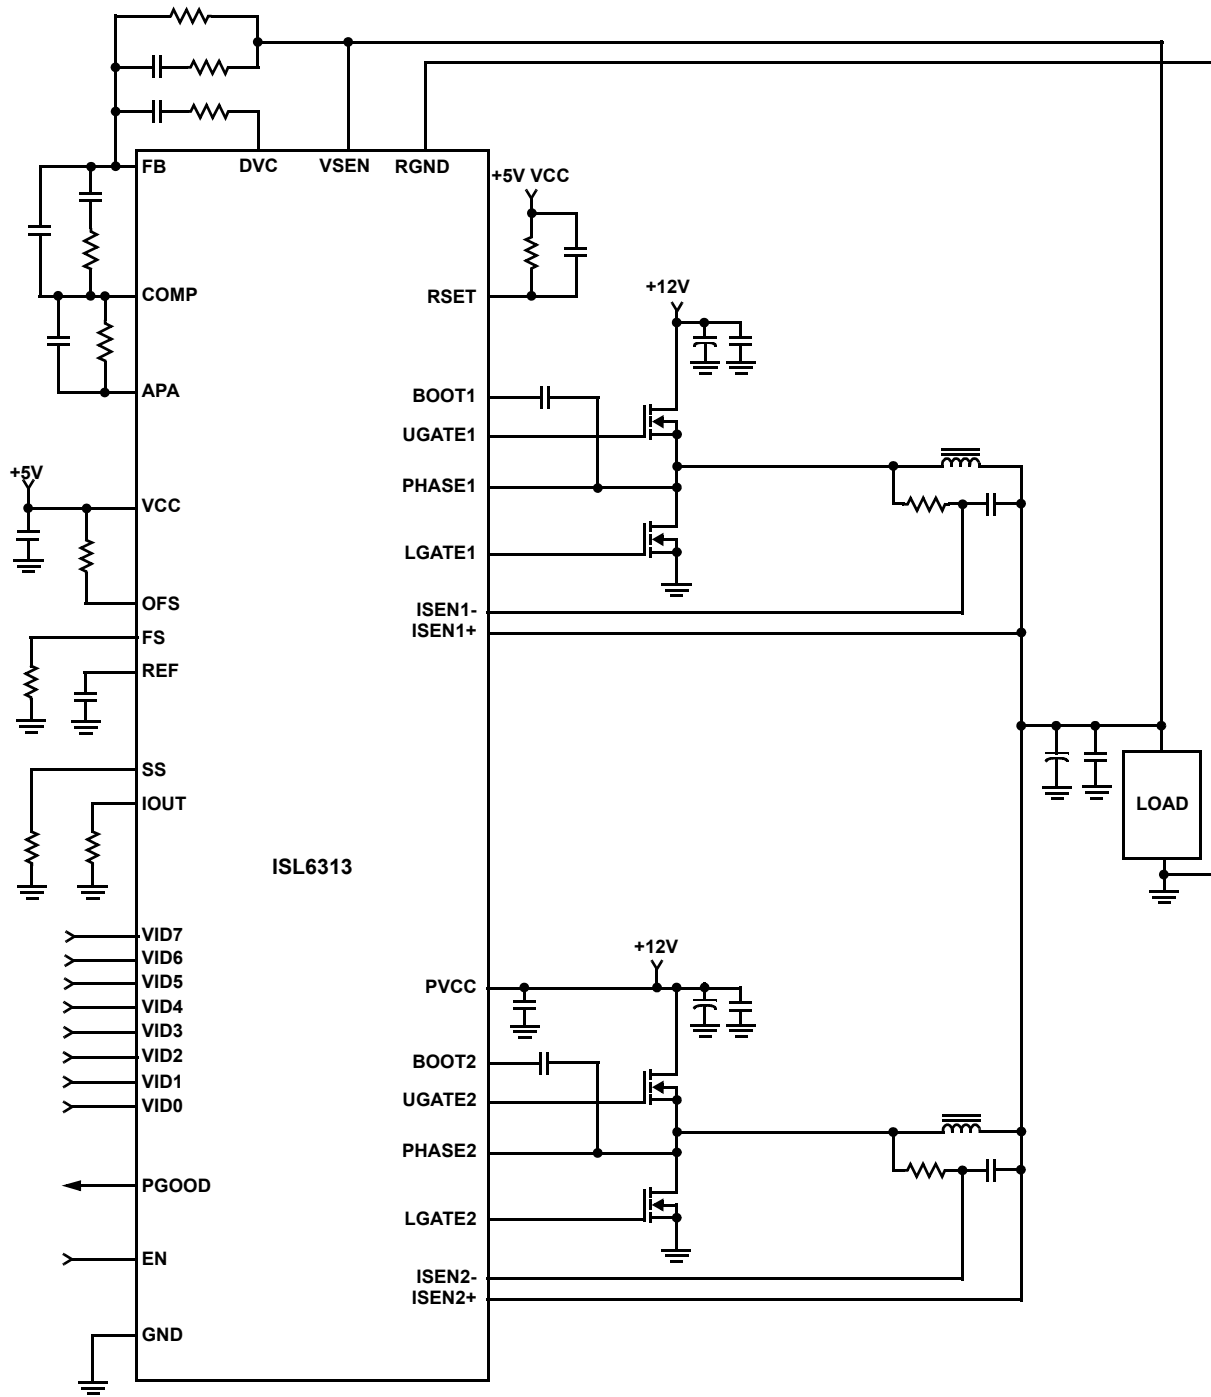 FB
DVC
VSEN
RGND
+5V VCC
COMP
RSET
+12V
APA
BOOT1
UGATE1
+5V
VCC
PHASE1
LGATE1
OFS
ISEN1-
ISEN1+
FS
REF
SS
IOUT
LOAD
ISL6313
VID7
VID6
VID5
VID4
VID3
VID2
VID1
VID0
+12V
PVCC
BOOT2
UGATE2
PHASE2
PGOOD
LGATE2
EN
ISEN2-
ISEN2+
GND